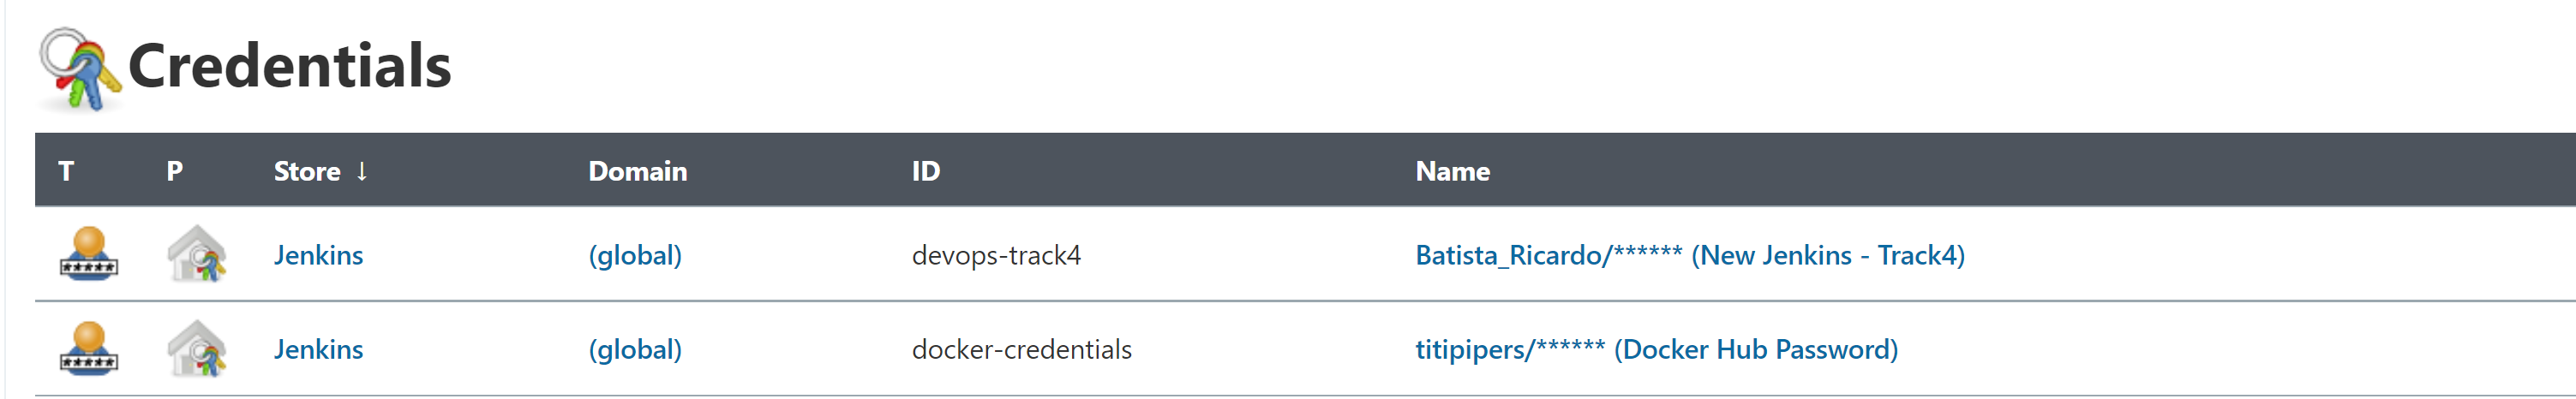 Credentials
T P Store ↓ Domain ID Name
Jenkins (global) devops-track4 Batista_Ricardo/****** (New Jenkins - Track4)
Jenkins (global) docker-credentials titipipers/****** (Docker Hub Password)